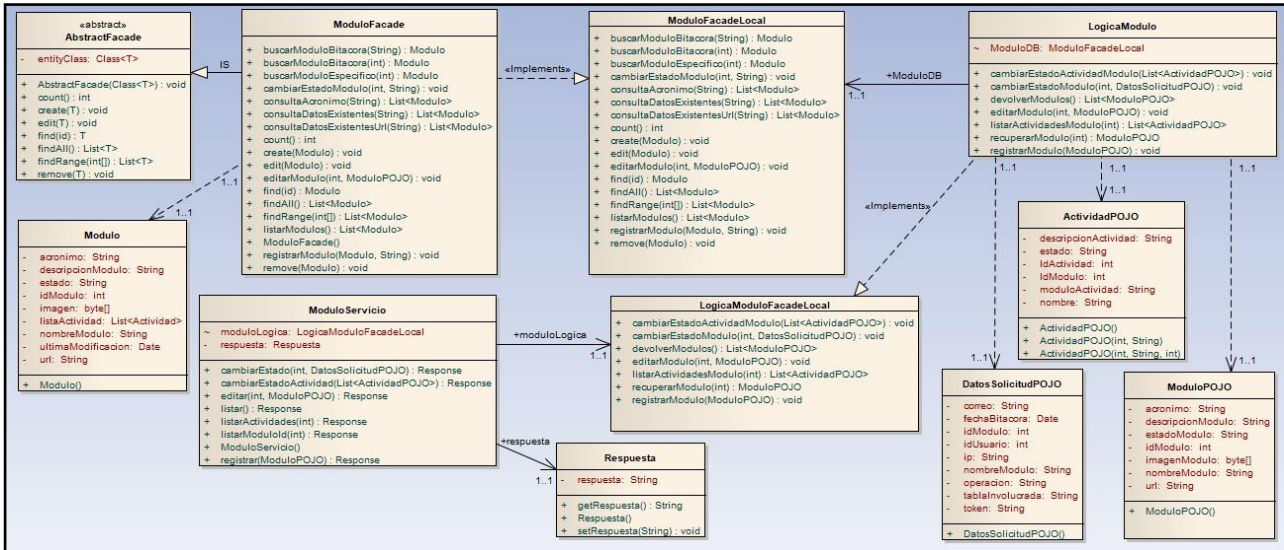 «abstract»
AbstractFacade
- entityClass: Class<T>
+ AbstractFacade(Class<T>) : void
+ count() : int
+ create(T) : void
+ edit(T) : void
+ find(id) : T
+ findAll() : List<T>
+ findRange(int[]) : List<T>
+ remove(T) : void
IS
ModuloFacade
+ buscarModuloBitacora(String) : Modulo
+ buscarModuloBitacora(int) : Modulo
+ buscarModuloEspecifico(int) : Modulo
+ cambiarEstadoModulo(int, String) : void
+ consultaAcronimo(String) : List<Modulo>
+ consultaDatosExistentes(String) : List<Modulo>
+ consultaDatosExistentesUrl(String) : List<Modulo>
+ count() : int
+ create(Modulo) : void
+ edit(Modulo) : void
+ editarModulo(int, ModuloPOJO) : void
+ find(id) : Modulo
+ findAll() : List<Modulo>
+ findRange(int[]) : List<Modulo>
+ listarModulos() : List<Modulo>
+ ModuloFacade()
+ registrarModulo(Modulo, String) : void
+ remove(Modulo) : void
«Implements»
ModuloFacadeLocal
+ buscarModuloBitacora(String) : Modulo
+ buscarModuloBitacora(int) : Modulo
+ buscarModuloEspecifico(int) : Modulo
+ cambiarEstadoModulo(int, String) : void
+ consultaAcronimo(String) : List<Modulo>
+ consultaDatosExistentes(String) : List<Modulo>
+ consultaDatosExistentesUrl(String) : List<Modulo>
+ count() : int
+ create(Modulo) : void
+ edit(Modulo) : void
+ editarModulo(int, ModuloPOJO) : void
+ find(id) : Modulo
+ findAll() : List<Modulo>
+ findRange(int[]) : List<Modulo>
+ listarModulos() : List<Modulo>
+ registrarModulo(Modulo, String) : void
+ remove(Modulo) : void
+ModuloDB
1..1
LogicaModulo
~ ModuloDB: ModuloFacadeLocal
+ cambiarEstadoActividadModulo(List<ActividadPOJO>) : void
+ cambiarEstadoModulo(int, DatosSolicitudPOJO) : void
+ devolverModulos() : List<ModuloPOJO>
+ editarModulo(int, ModuloPOJO) : void
+ listarActividadesModulo(int) : List<ActividadPOJO>
+ recuperarModulo(int) : ModuloPOJO
+ registrarModulo(ModuloPOJO) : void
1..1
1..1
1..1
1..1
1..1
1..1
1..1
1..1
«Implements»
Modulo
- acronimo: String
- descripcionModulo: String
- estado: String
- idModulo: int
- imagen: byte[]
- listaActividad: List<Actividad>
- nombreModulo: String
- ultimaModificacion: Date
- url: String
+ Modulo()
ModuloServicio
~ moduloLogica: LogicaModuloFacadeLocal
- respuesta: Respuesta
+ cambiarEstado(int, DatosSolicitudPOJO) : Response
+ cambiarEstadoActividad(List<ActividadPOJO>) : Response
+ editar(int, ModuloPOJO) : Response
+ listar() : Response
+ listarActividades(int) : Response
+ listarModuloId(int) : Response
+ ModuloServicio()
+ registrar(ModuloPOJO) : Response
+moduloLogica
1..1
LogicaModuloFacadeLocal
+ cambiarEstadoActividadModulo(List<ActividadPOJO>) : void
+ cambiarEstadoModulo(int, DatosSolicitudPOJO) : void
+ devolverModulos() : List<ModuloPOJO>
+ editarModulo(int, ModuloPOJO) : void
+ listarActividadesModulo(int) : List<ActividadPOJO>
+ recuperarModulo(int) : ModuloPOJO
+ registrarModulo(ModuloPOJO) : void
+respuesta
1..1
Respuesta
- respuesta: String
+ getRespuesta() : String
+ Respuesta()
+ setRespuesta(String) : void
ActividadPOJO
- descripcionActividad: String
- estado: String
- IdActividad: int
- IdModulo: int
- moduloActividad: String
- nombre: String
+ ActividadPOJO()
+ ActividadPOJO(int, String)
+ ActividadPOJO(int, String, int)
DatosSolicitudPOJO
- correo: String
- fechaBitacora: Date
- idModulo: int
- idUsuario: int
- ip: String
- nombreModulo: String
- operacion: String
- tablaInvolucrada: String
- token: String
+ DatosSolicitudPOJO()
ModuloPOJO
- acronimo: String
- descripcionModulo: String
- estadoModulo: String
- idModulo: int
- imagenModulo: byte[]
- nombreModulo: String
- url: String
+ ModuloPOJO()